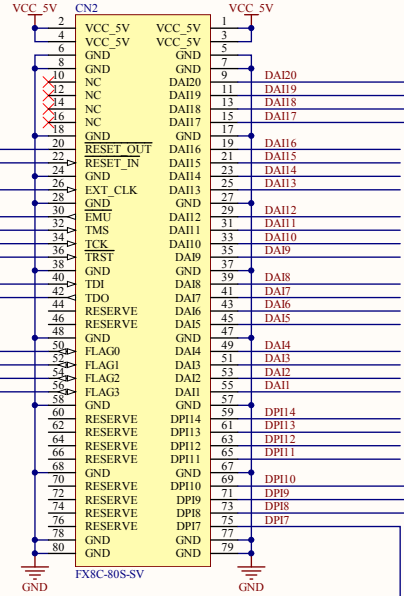 VCC_5V CN2 VCC_5V
2 VCC_5V VCC_5V 1
4 VCC_5V VCC_5V 3
6 GND GND 5
8 GND GND 7
10 NC DAI20 9 DAI20
12 NC DAI19 11 DAI19
14 NC DAI18 13 DAI18
16 NC DAI17 15 DAI17
18 GND GND 17
20 RESET_OUT DAI16 19 DAI16
22 RESET_IN DAI15 21 DAI15
24 GND DAI14 23 DAI14
26 EXT_CLK DAI13 25 DAI13
28 GND GND 27
30 EMU DAI12 29 DAI12
32 TMS DAI11 31 DAI11
34 TCK DAI10 33 DAI10
36 TRST DAI9 35 DAI9
38 GND GND 37
40 TDI DAI8 39 DAI8
42 TDO DAI7 41 DAI7
44 RESERVE DAI6 43 DAI6
46 RESERVE DAI5 45 DAI5
48 GND GND 47
50 FLAG0 DAI4 49 DAI4
52 FLAG1 DAI3 51 DAI3
54 FLAG2 DAI2 53 DAI2
56 FLAG3 DAI1 55 DAI1
58 GND GND 57
60 RESERVE DPI14 59 DPI14
62 RESERVE DPI13 61 DPI13
64 RESERVE DPI12 63 DPI12
66 RESERVE DPI11 65 DPI11
68 GND GND 67
70 RESERVE DPI10 69 DPI10
72 RESERVE DPI9 71 DPI9
74 RESERVE DPI8 73 DPI8
76 RESERVE DPI7 75 DPI7
78 GND GND 77
80 GND GND 79
FX8C-80S-SV
GND GND